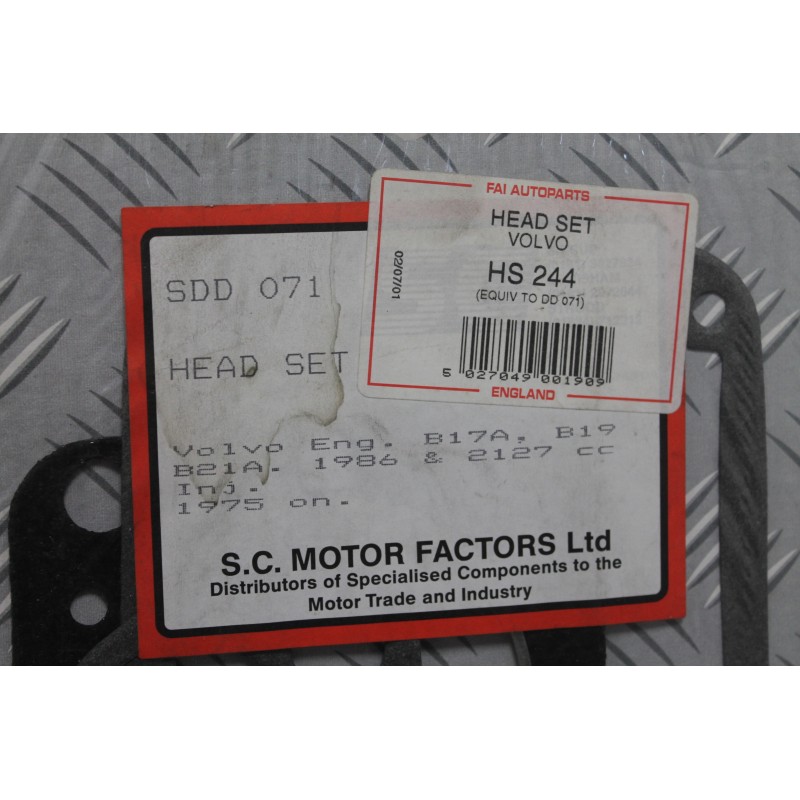 FAI AUTOPARTS
HEAD SET
VOLVO
HS 244
(EQUIV TO DD 071)
02/07/01
5 027049 001909
ENGLAND
SDD 071
HEAD SET
Volvo Eng. B17A, B19
B21A. 1986 & 2127 cc
Inj.
1975 on.
S.C. MOTOR FACTORS Ltd
Distributors of Specialised Components to the
Motor Trade and Industry